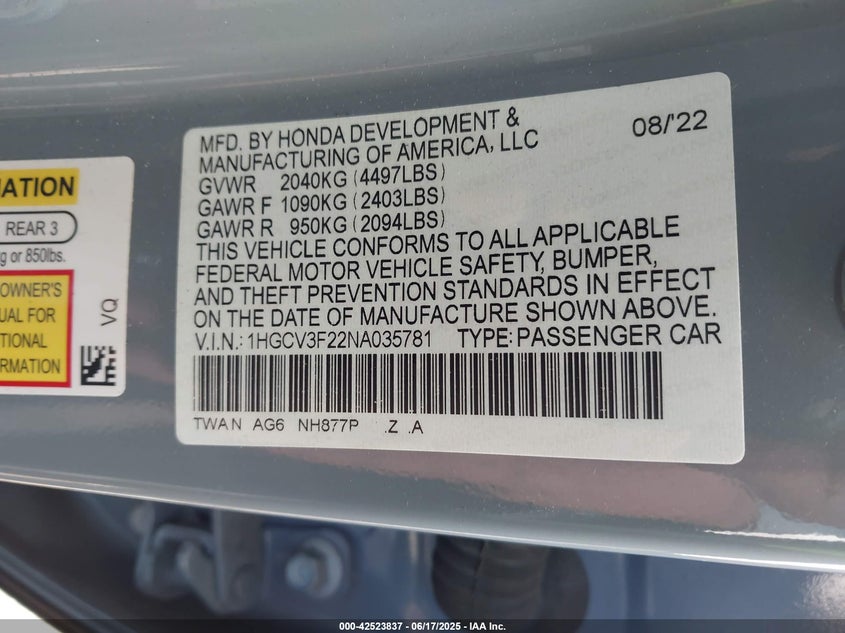 MATION
REAR 3
g or 850lbs.
OWNER'S
UAL FOR
TIONAL
FORMATION
VQ
MFD. BY HONDA DEVELOPMENT &
MANUFACTURING OF AMERICA, LLC
08/'22
GVWR 2040KG (4497LBS)
GAWR F 1090KG (2403LBS)
GAWR R 950KG (2094LBS)
THIS VEHICLE CONFORMS TO ALL APPLICABLE
FEDERAL MOTOR VEHICLE SAFETY, BUMPER,
AND THEFT PREVENTION STANDARDS IN EFFECT
ON THE DATE OF MANUFACTURE SHOWN ABOVE.
V.I.N.: 1HGCV3F22NA035781 TYPE: PASSENGER CAR
TWAN AG6 NH877P .Z .A
000-42523837 - 06/17/2025 - IAA Inc.